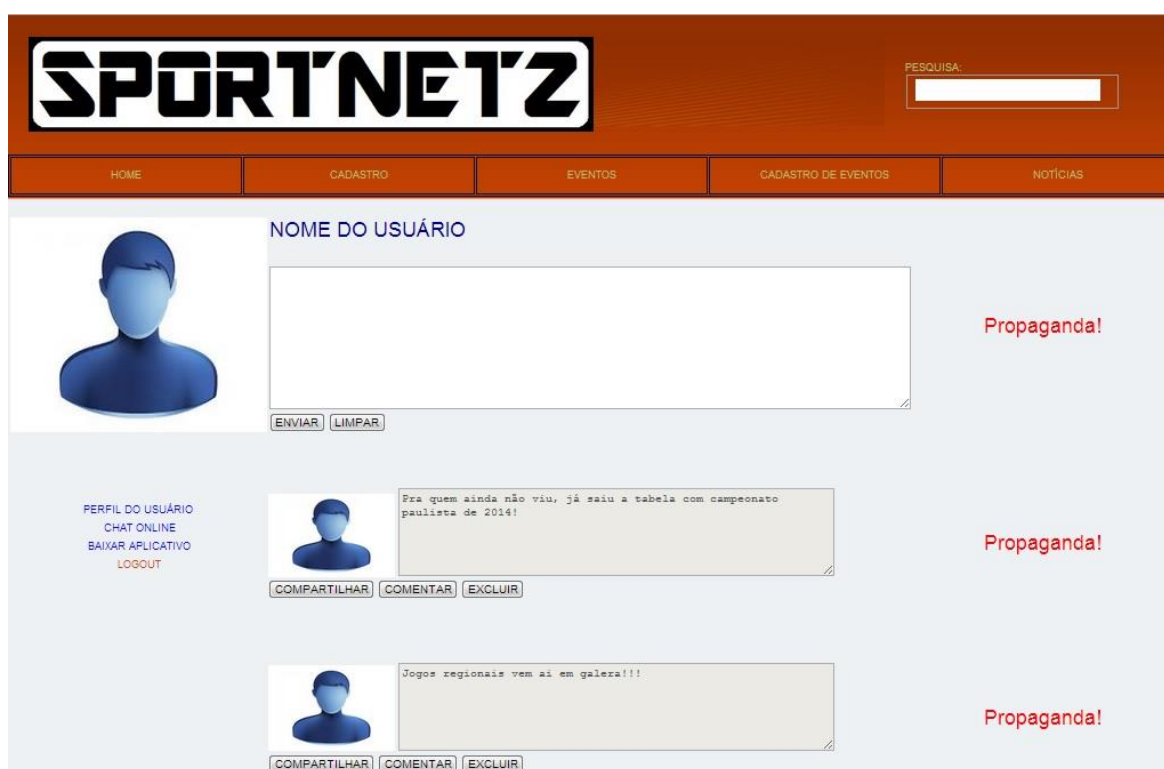 SPORTNETZ
PESQUISA:
HOME
CADASTRO
EVENTOS
CADASTRO DE EVENTOS
NOTÍCIAS
NOME DO USUÁRIO
Propaganda!
ENVIAR LIMPAR
PERFIL DO USUÁRIO
CHAT ONLINE
BAIXAR APLICATIVO
LOGOUT
Pra quem ainda não viu, já saiu a tabela com campeonato
paulista de 2014!
Propaganda!
COMPARTILHAR COMENTAR EXCLUIR
Jogos regionais vem ai em galera!!!
Propaganda!
COMPARTILHAR COMENTAR EXCLUIR